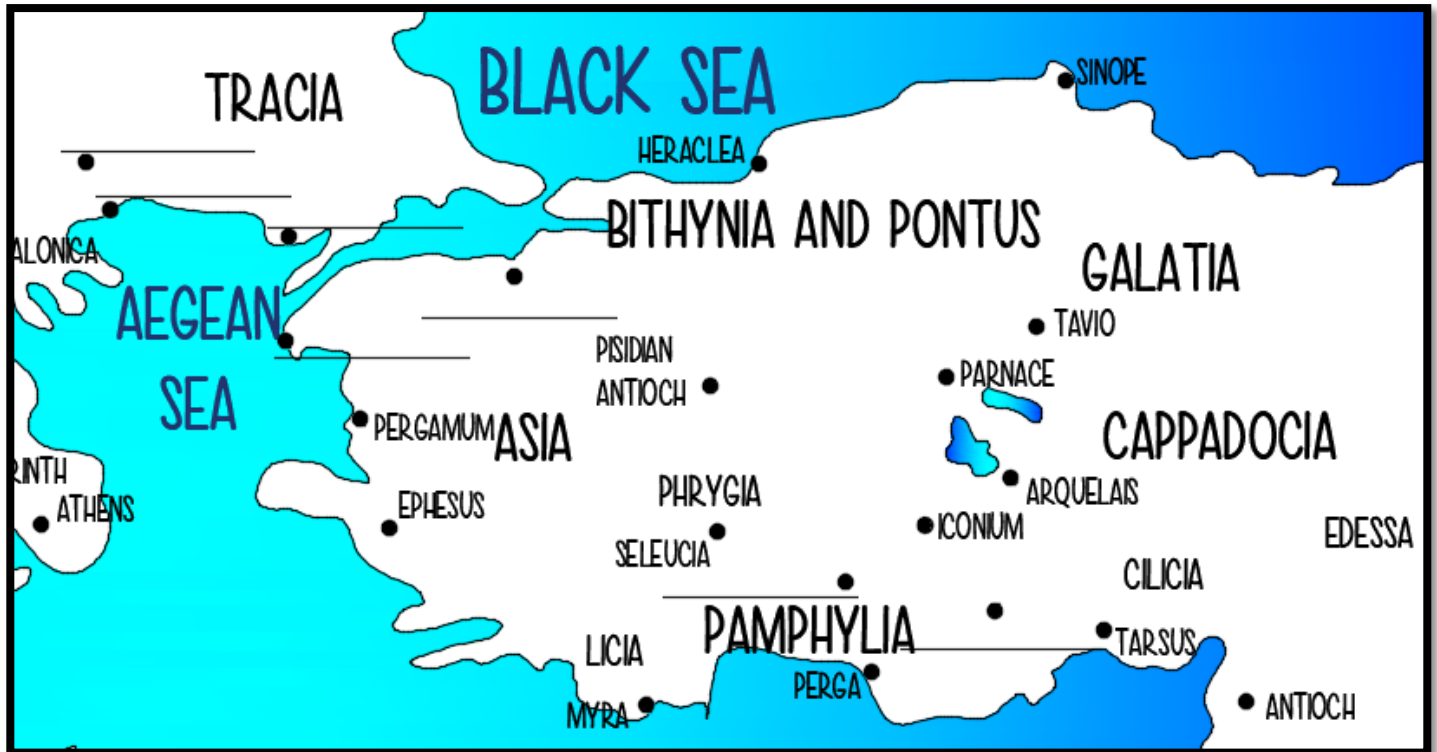 TRACIA
BLACK SEA
SINOPE
HERACLEA
BITHYNIA AND PONTUS
ALONICA
GALATIA
AEGEAN
SEA
TAVIO
PISIDIAN
ANTIOCH
PARNACE
PERGAMUM
ASIA
CAPPADOCIA
RINTH
ATHENS
EPHESUS
PHRYGIA
ARQUELAIS
ICONIUM
EDESSA
SELEUCIA
CILICIA
PAMPHYLIA
LICIA
TARSUS
PERGA
MYRA
ANTIOCH